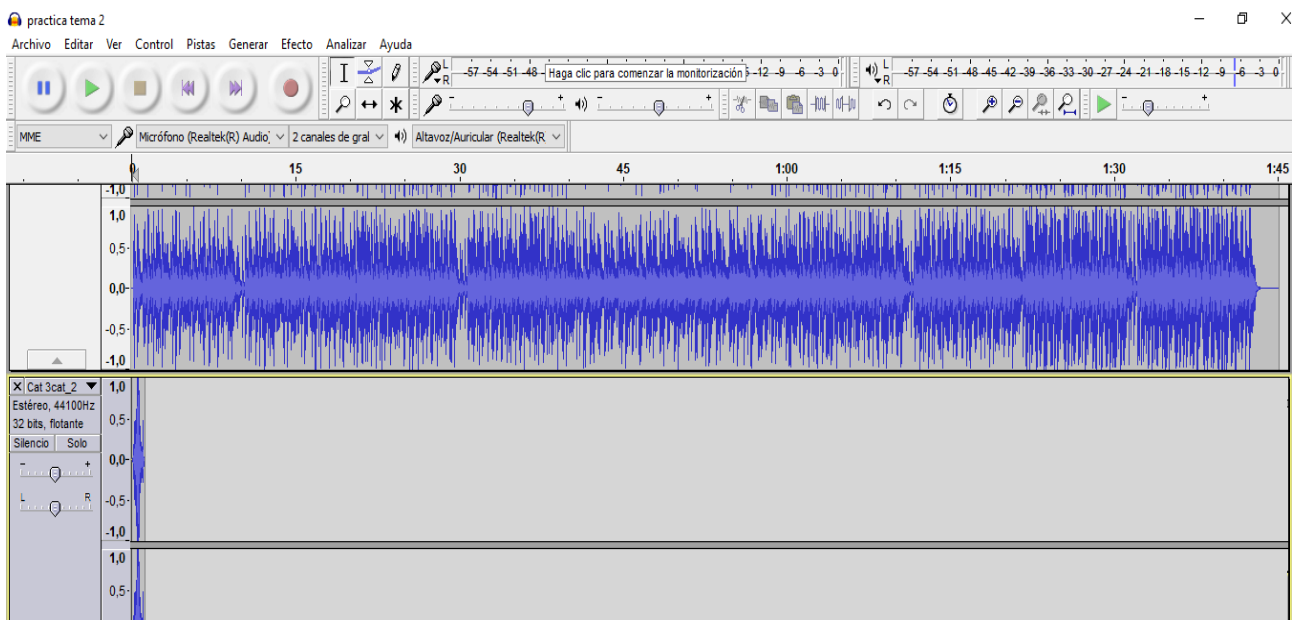 practica tema 2
Archivo Editar Ver Control Pistas Generar Efecto Analizar Ayuda
L R -57 -54 -51 -48 - Haga clic para comenzar la monitorización -12 -9 -6 -3 0 L R -57 -54 -51 -48 -45 -42 -39 -36 -33 -30 -27 -24 -21 -18 -15 -12 -9 -6 -3 0
- + - + - +
MME Micrófono (Realtek(R) Audio) 2 canales de gral Altavoz/Auricular (Realtek(R
0 15 30 45 1:00 1:15 1:30 1:45
-1,0
1,0
0,5
0,0
-0,5
-1,0
X Cat 3cat_2 1,0
Estéreo, 44100Hz
32 bits, flotante 0,5
Silencio Solo
- + 0,0
L R -0,5
-1,0
1,0
0,5